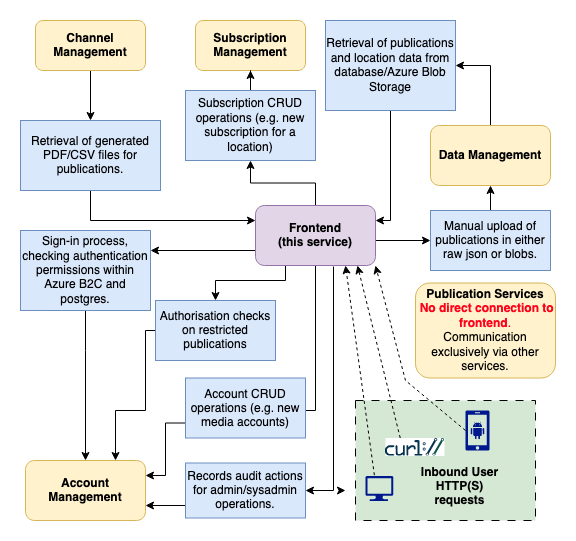 Channel
Management
Subscription
Management
Retrieval of publications
and location data from
database/Azure Blob
Storage
Subscription CRUD
operations (e.g. new
subscription for a
location)
Retrieval of generated
PDF/CSV files for
publications.
Data Management
Frontend
(this service)
Manual upload of
publications in either
raw json or blobs.
Sign-in process,
checking authentication
permissions within
Azure B2C and
postgres.
Publication Services
No direct connection to
frontend.
Communication
exclusively via other
services.
Authorisation checks
on restricted
publications
Account CRUD
operations (e.g. new
media accounts)
curl://
Inbound User
HTTP(S)
requests
Account
Management
Records audit actions
for admin/sysadmin
operations.